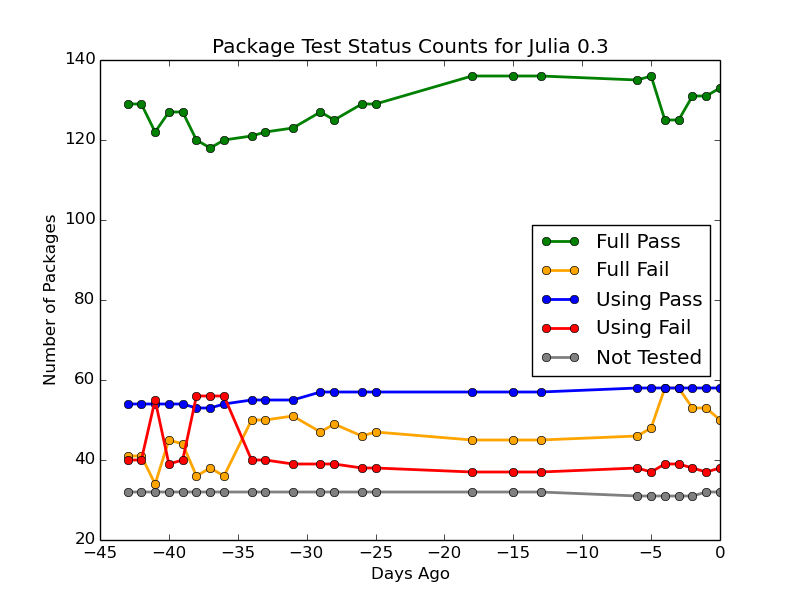 Package Test Status Counts for Julia 0.3
140
120
100
80
60
40
20
Number of Packages
Full Pass
Full Fail
Using Pass
Using Fail
Not Tested
−45 −40 −35 −30 −25 −20 −15 −10 −5 0
Days Ago